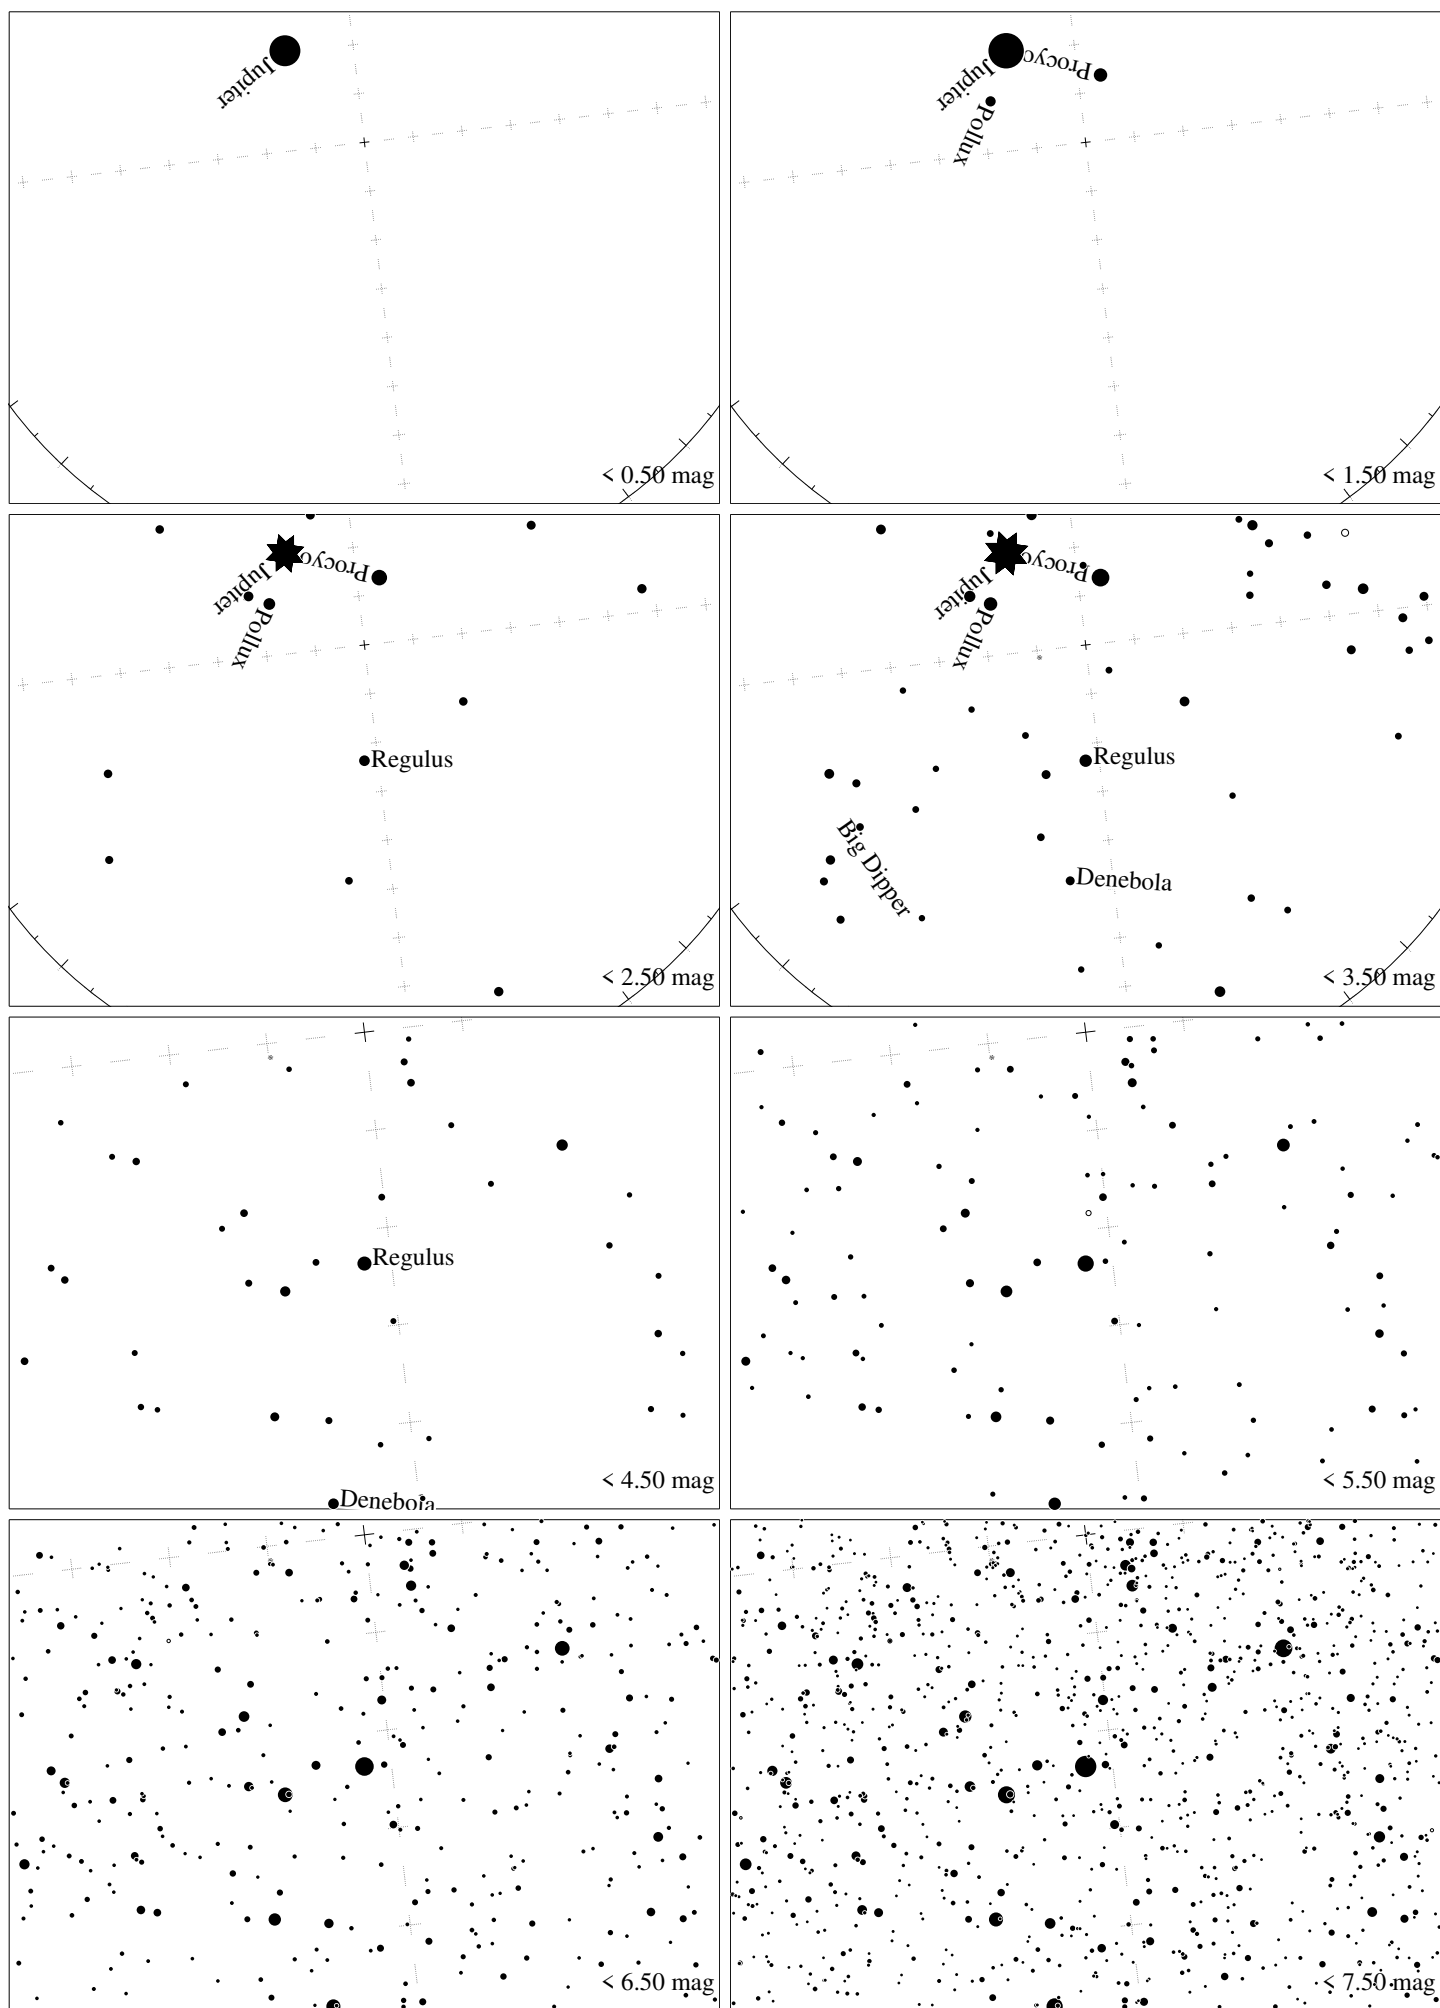 Jupiter
< 0.50 mag
Jupiter
Procyo
Pollux
< 1.50 mag
Jupiter
Procyo
Pollux
Regulus
< 2.50 mag
Jupiter
Procyo
Pollux
Regulus
Big Dipper
Denebola
< 3.50 mag
Regulus
Denebola
< 4.50 mag
< 5.50 mag
< 6.50 mag
< 7.50 mag